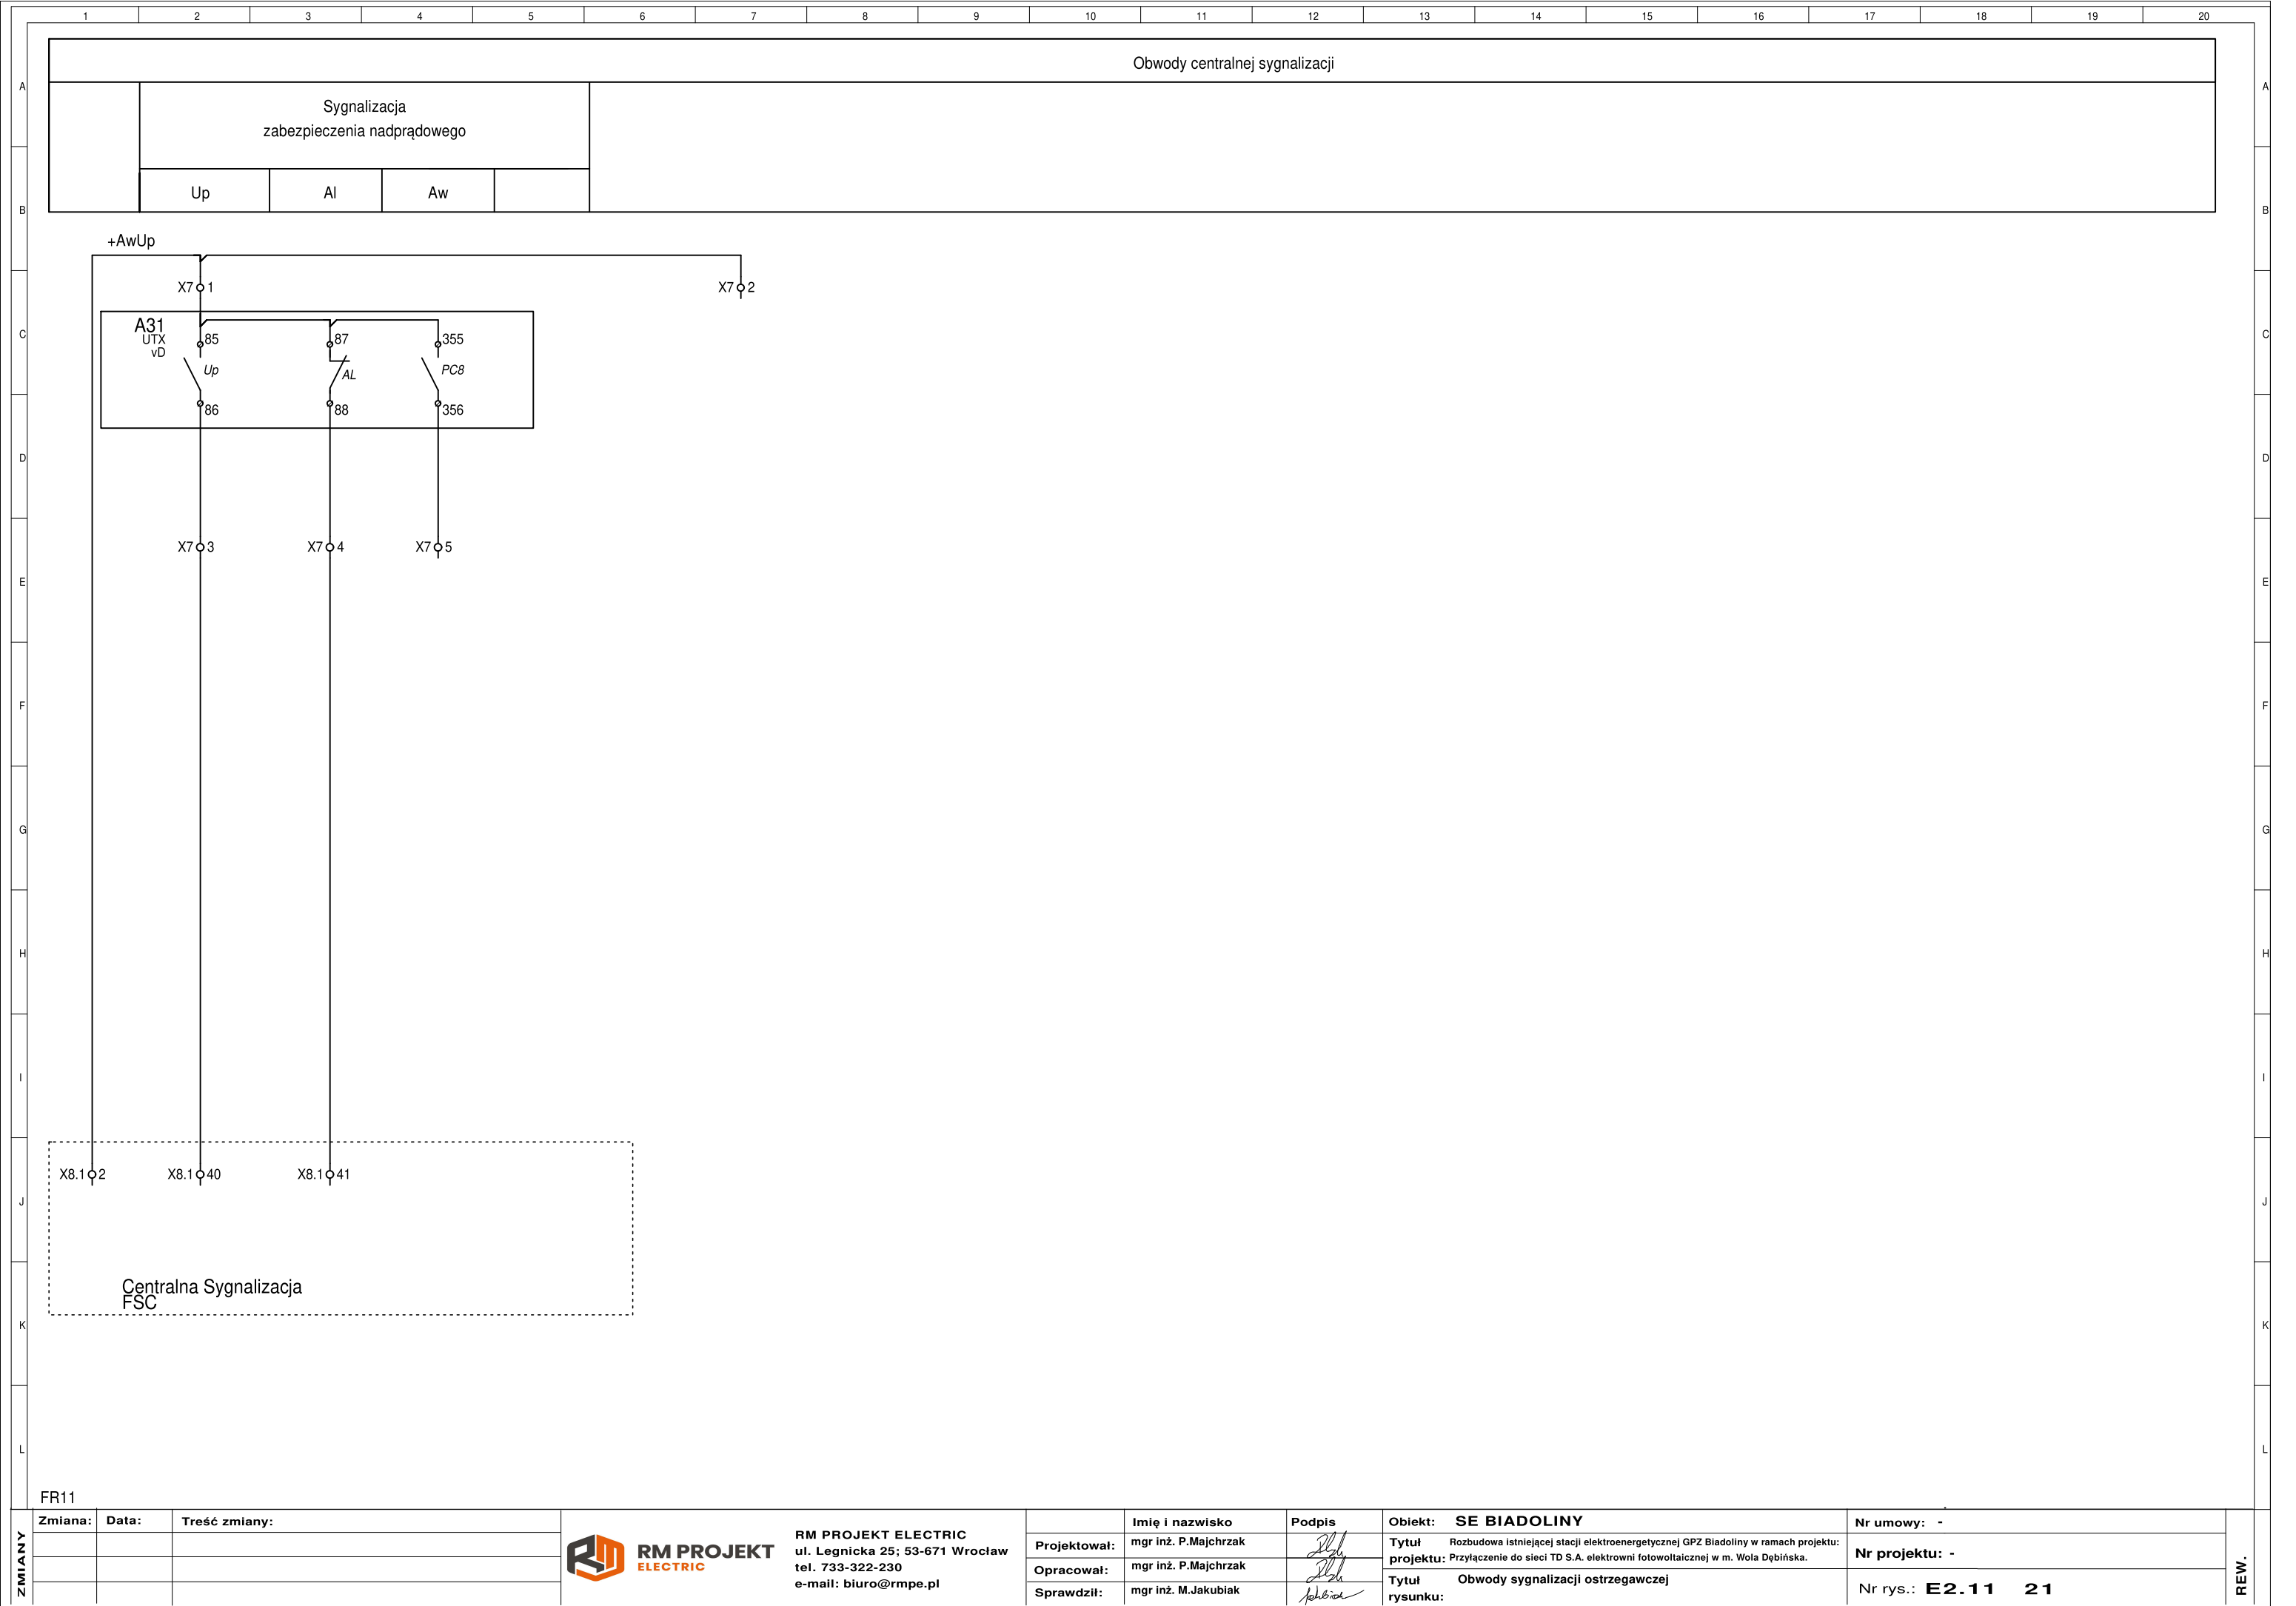 1 2 3 4 5 6 7 8 9 10 11 12 13 14 15 16 17 18 19 20
Obwody centralnej sygnalizacji
A A
Sygnalizacja
zabezpieczenia nadprądowego
Up Al Aw
B B
+AwUp
X7 1 X7 2
A31
UTX
vD
C C
85 87 355
Up AL PC8
86 88 356
D D
X7 3 X7 4 X7 5
E E
F F
G G
H H
I I
X8.1 2 X8.1 40 X8.1 41
J J
Centralna Sygnalizacja
FSC
K K
L L
FR11
ZMIANY
Zmiana: Data: Treść zmiany:
RM PROJEKT
ELECTRIC
RM PROJEKT ELECTRIC
ul. Legnicka 25; 53-671 Wrocław
tel. 733-322-230
e-mail: biuro@rmpe.pl
Imię i nazwisko Podpis
Projektował: mgr inż. P.Majchrzak
Opracował: mgr inż. P.Majchrzak
Sprawdził: mgr inż. M.Jakubiak
Obiekt: SE BIADOLINY
Tytuł projektu: Rozbudowa istniejącej stacji elektroenergetycznej GPZ Biadoliny w ramach projektu:
Przyłączenie do sieci TD S.A. elektrowni fotowoltaicznej w m. Wola Dębińska.
Tytuł rysunku: Obwody sygnalizacji ostrzegawczej
Nr umowy: -
Nr projektu: -
Nr rys.: E2.11 21
REW.